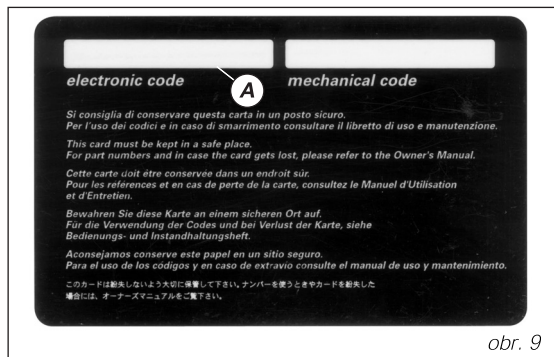 electronic code mechanical code
A
Si consiglia di conservare questa carta in un posto sicuro.
Per l'uso dei codici e in caso di smarrimento consultare il libretto di uso e manutenzione.
This card must be kept in a safe place.
For part numbers and in case the card gets lost, please refer to the Owner's Manual.
Cette carte doit étre conservée dans un endroit sûr.
Pour les références et en cas de perte de la carte, consultez le Manuel d'Utilisation
et d'Entretien.
Bewahren Sie diese Karte an einem sicheren Ort auf.
Für die Verwendung der Codes und bei Verlust der Karte, siehe
Bedienungs- und Instandhaltungsheft.
Aconsejamos conserve este papel en un sitio seguro.
Para el uso de los códigos y en caso de extravio consulte el manual de uso y mantenimiento.
このカードは紛失しないよう大切に保管して下さい。ナンバーを使うときやカードを紛失した
場合には、オーナーズマニュアルをご覧下さい。
obr. 9